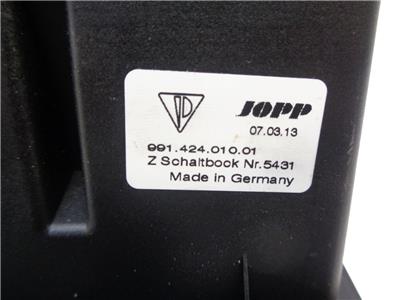 JOPP
07.03.13
991.424.010.01
Z Schaltbock Nr.5431
Made in Germany